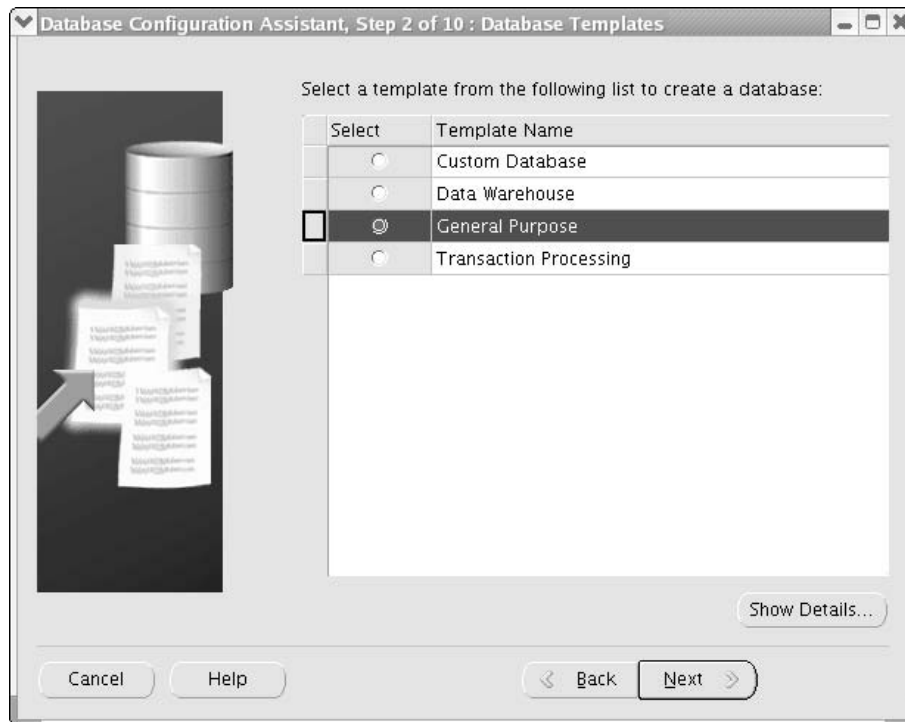 Database Configuration Assistant, Step 2 of 10 : Database Templates
Select a template from the following list to create a database:
Select Template Name
Custom Database
Data Warehouse
General Purpose
Transaction Processing
Show Details...
Cancel Help Back Next